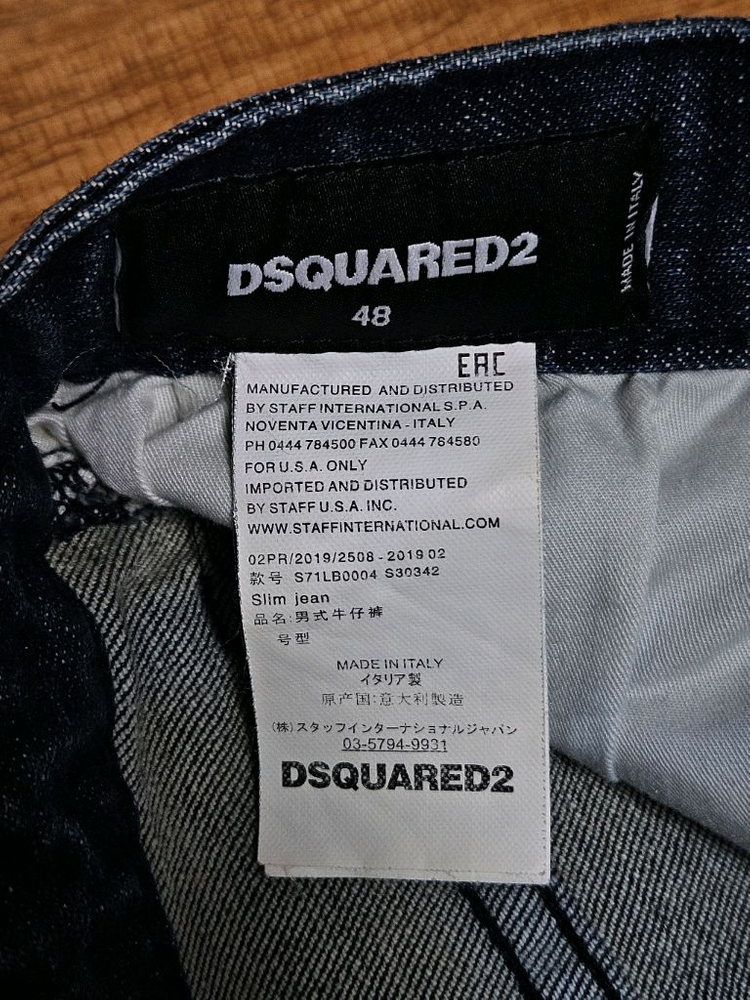 DSQUARED2
48
MADE IN ITALY
EAC
MANUFACTURED AND DISTRIBUTED
BY STAFF INTERNATIONAL S.P.A.
NOVENTA VICENTINA - ITALY
PH 0444 784500 FAX 0444 784580
FOR U.S.A. ONLY
IMPORTED AND DISTRIBUTED
BY STAFF U.S.A. INC.
WWW.STAFFINTERNATIONAL.COM
02PR/2019/2508 - 2019 02
款号 S71LB0004 S30342
Slim jean
品名:男式牛仔裤
号型
MADE IN ITALY
イタリア製
原产国:意大利製造
(株)スタッフインターナショナルジャパン
03-5794-9931
DSQUARED2